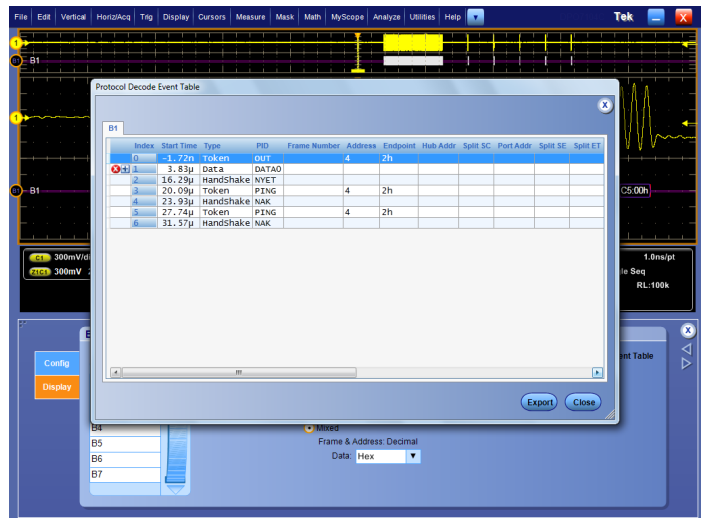 File Edit Vertical Horiz/Acq Trig Display Cursors Measure Mask Math MyScope Analyze Utilities Help Tek X
1
B1 B1
Protocol Decode Event Table
x
B1
Index Start Time Type PID Frame Number Address Endpoint Hub Addr Split SC Port Addr Split SE Split ET
0 -1.72n Token OUT 4 2h
1 3.83µ Data DATA0
2 16.29µ HandShake NYET
3 20.09µ Token PING 4 2h
4 23.93µ HandShake NAK
5 27.74µ Token PING 4 2h
6 31.57µ HandShake NAK
1
B1 B1 C5:00h
C1 300mV/di 1.0ns/pt
Z1C1 300mV le Seq
RL:100k
x
Config ent Table
Display
Export Close
B4 Mixed
B5 Frame & Address: Decimal
B6 Data: Hex
B7